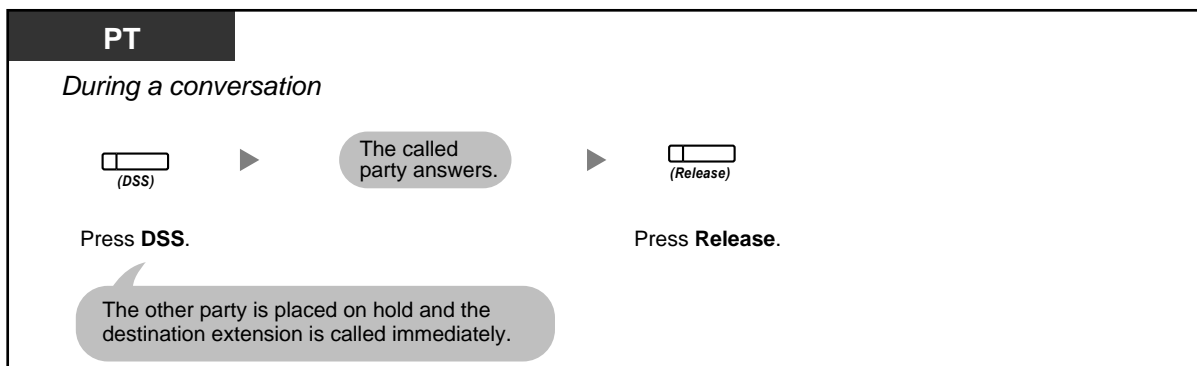 PT
During a conversation
The called
party answers.
(DSS)
(Release)
Press DSS.
Press Release.
The other party is placed on hold and the
destination extension is called immediately.